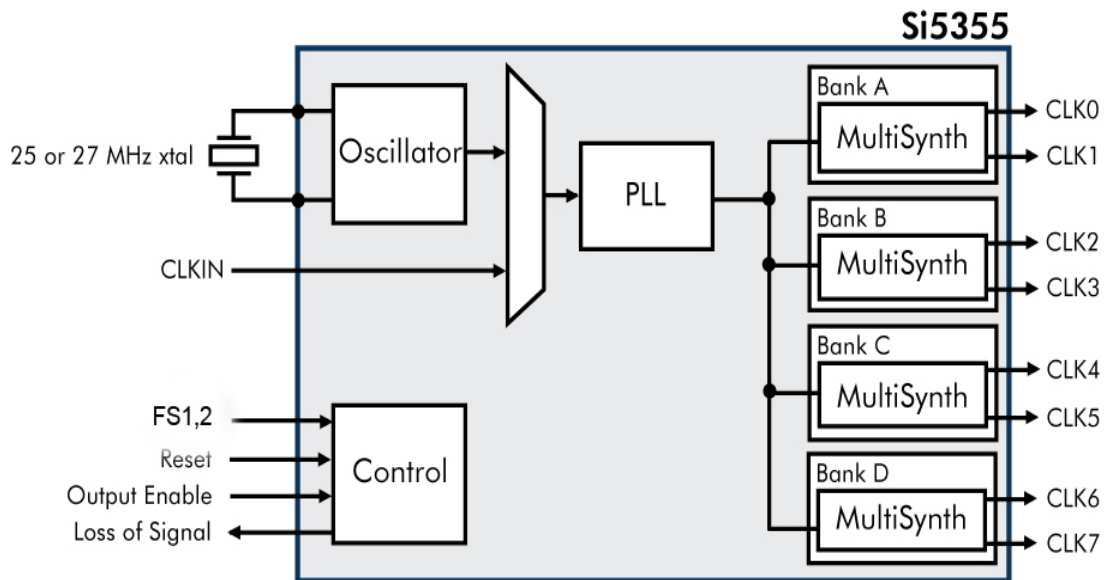 Si5355
25 or 27 MHz xtal
CLKIN
Oscillator
PLL
Bank A
MultiSynth
CLK0
CLK1
Bank B
MultiSynth
CLK2
CLK3
Bank C
MultiSynth
CLK4
CLK5
Bank D
MultiSynth
CLK6
CLK7
FS1,2
Reset
Output Enable
Loss of Signal
Control